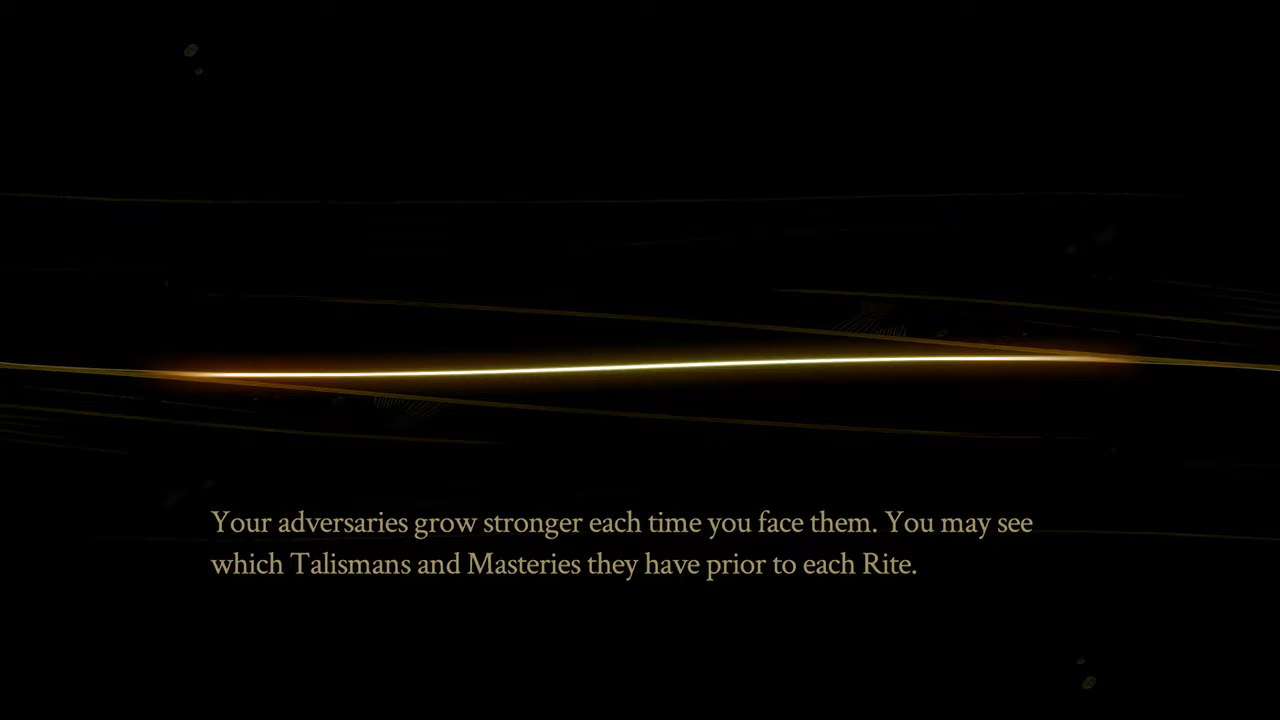 Your adversaries grow stronger each time you face them. You may see
which Talismans and Masteries they have prior to each Rite.